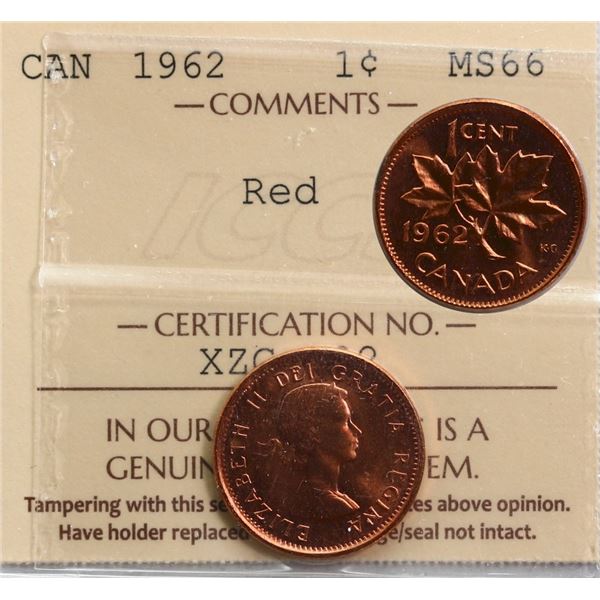 CAN 1962 1¢ MS66
— COMMENTS —
Red
ICCS
1 CENT
1962
KG
CANADA
— CERTIFICATION NO. —
ELIZABETH II DEI GRATIA REGINA
IN OUR IS A
GENUIN EM.
Tampering with this se es above opinion.
Have holder replaced ge/seal not intact.